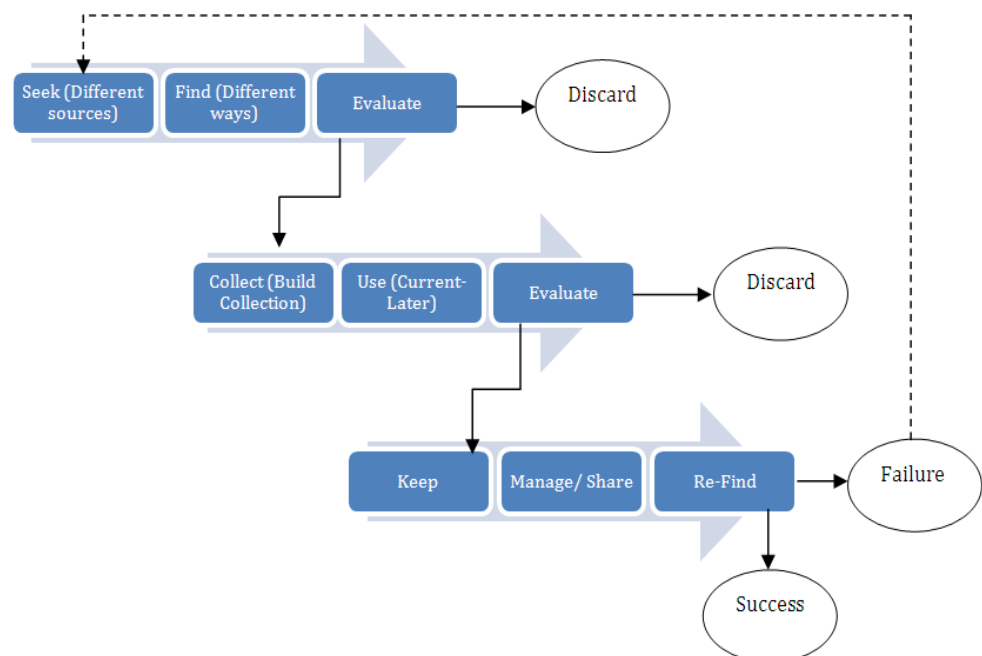 Seek (Different
sources)
Find (Different
ways)
Evaluate
Discard
Collect (Build
Collection)
Use (Current-
Later)
Evaluate
Discard
Keep
Manage/ Share
Re-Find
Failure
Success